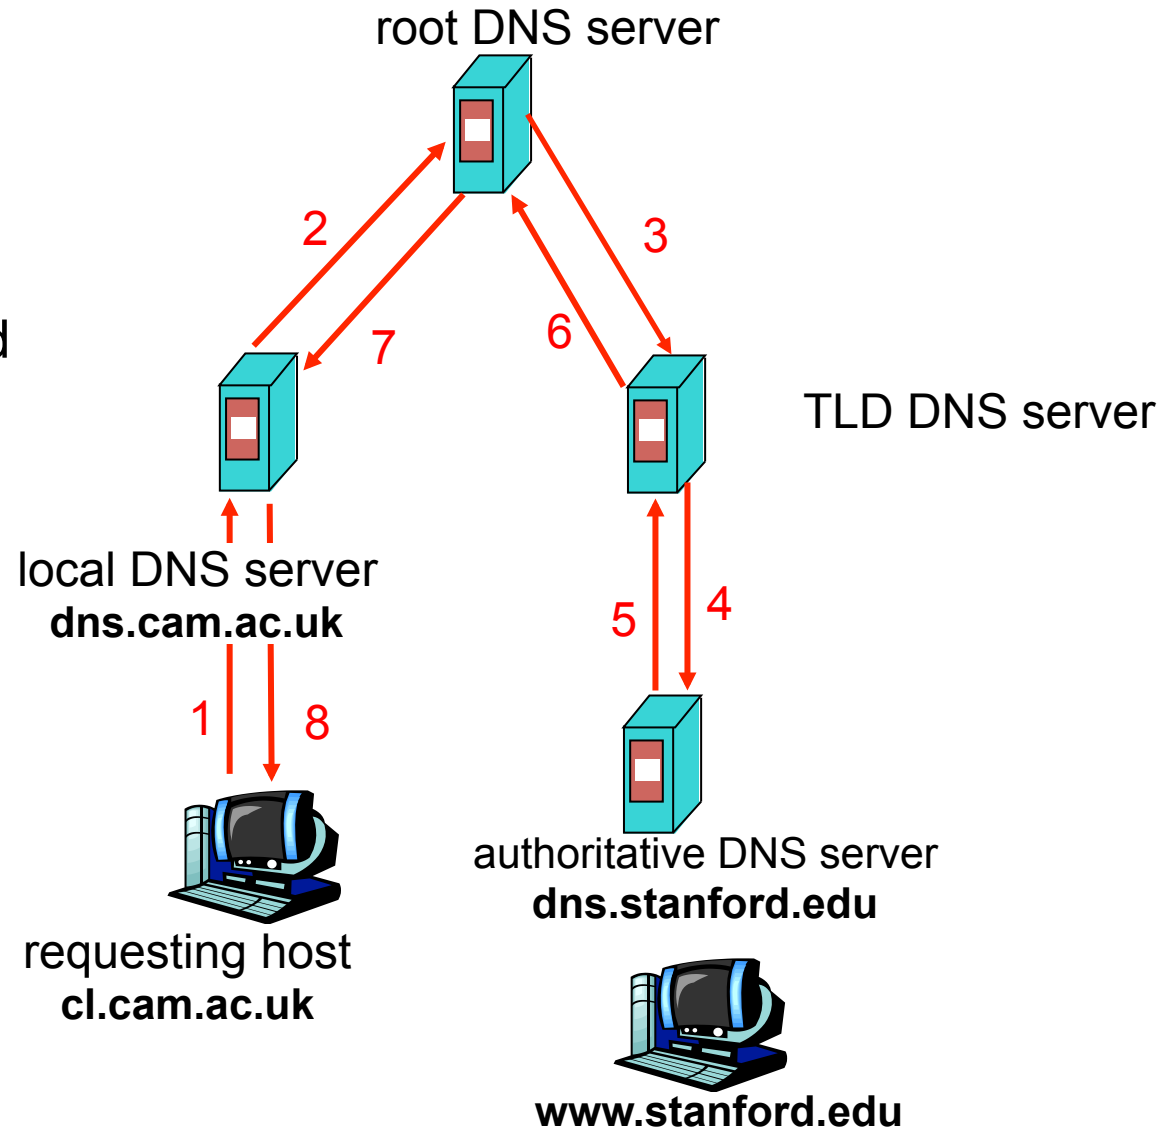 root DNS server
2
3
7
6
TLD DNS server
local DNS server
dns.cam.ac.uk
5
4
1
8
authoritative DNS server
dns.stanford.edu
requesting host
cl.cam.ac.uk
www.stanford.edu